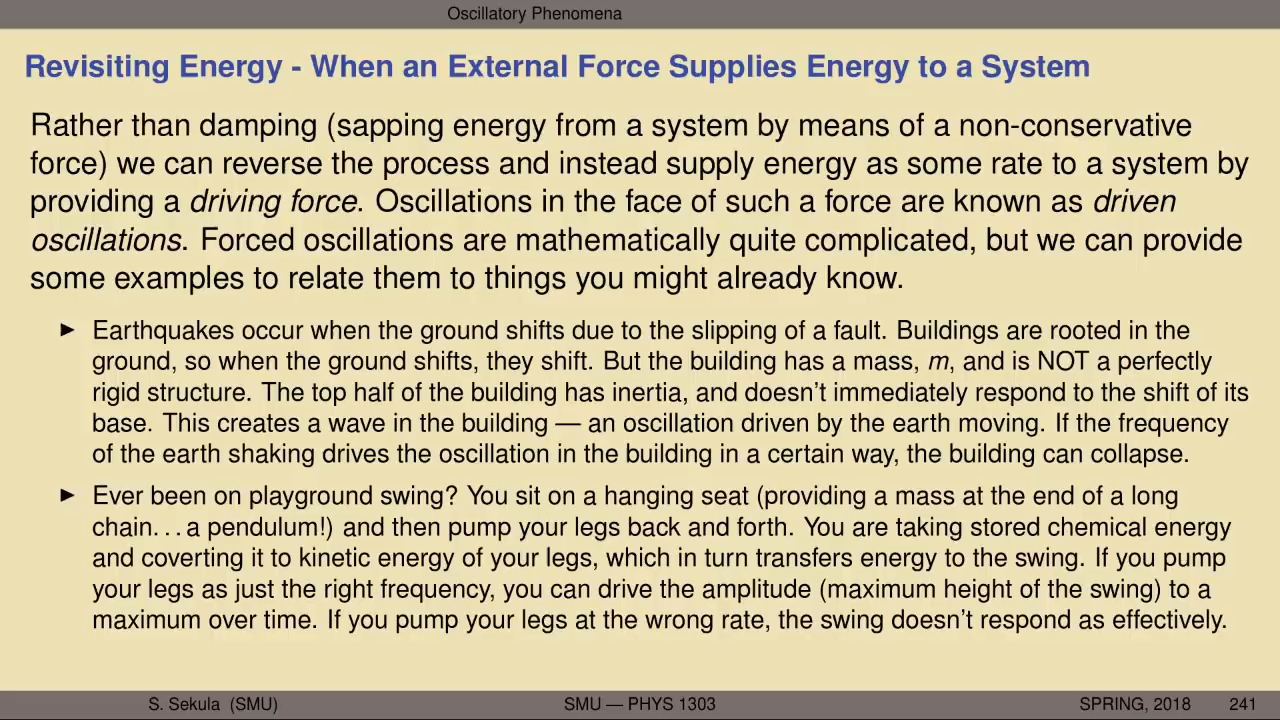 Oscillatory Phenomena
Revisiting Energy - When an External Force Supplies Energy to a System
Rather than damping (sapping energy from a system by means of a non-conservative
force) we can reverse the process and instead supply energy as some rate to a system by
providing a driving force. Oscillations in the face of such a force are known as driven
oscillations. Forced oscillations are mathematically quite complicated, but we can provide
some examples to relate them to things you might already know.
▶ Earthquakes occur when the ground shifts due to the slipping of a fault. Buildings are rooted in the
ground, so when the ground shifts, they shift. But the building has a mass, m, and is NOT a perfectly
rigid structure. The top half of the building has inertia, and doesn't immediately respond to the shift of its
base. This creates a wave in the building — an oscillation driven by the earth moving. If the frequency
of the earth shaking drives the oscillation in the building in a certain way, the building can collapse.
▶ Ever been on playground swing? You sit on a hanging seat (providing a mass at the end of a long
chain...a pendulum!) and then pump your legs back and forth. You are taking stored chemical energy
and coverting it to kinetic energy of your legs, which in turn transfers energy to the swing. If you pump
your legs as just the right frequency, you can drive the amplitude (maximum height of the swing) to a
maximum over time. If you pump your legs at the wrong rate, the swing doesn't respond as effectively.
S. Sekula (SMU) SMU — PHYS 1303 SPRING, 2018 241